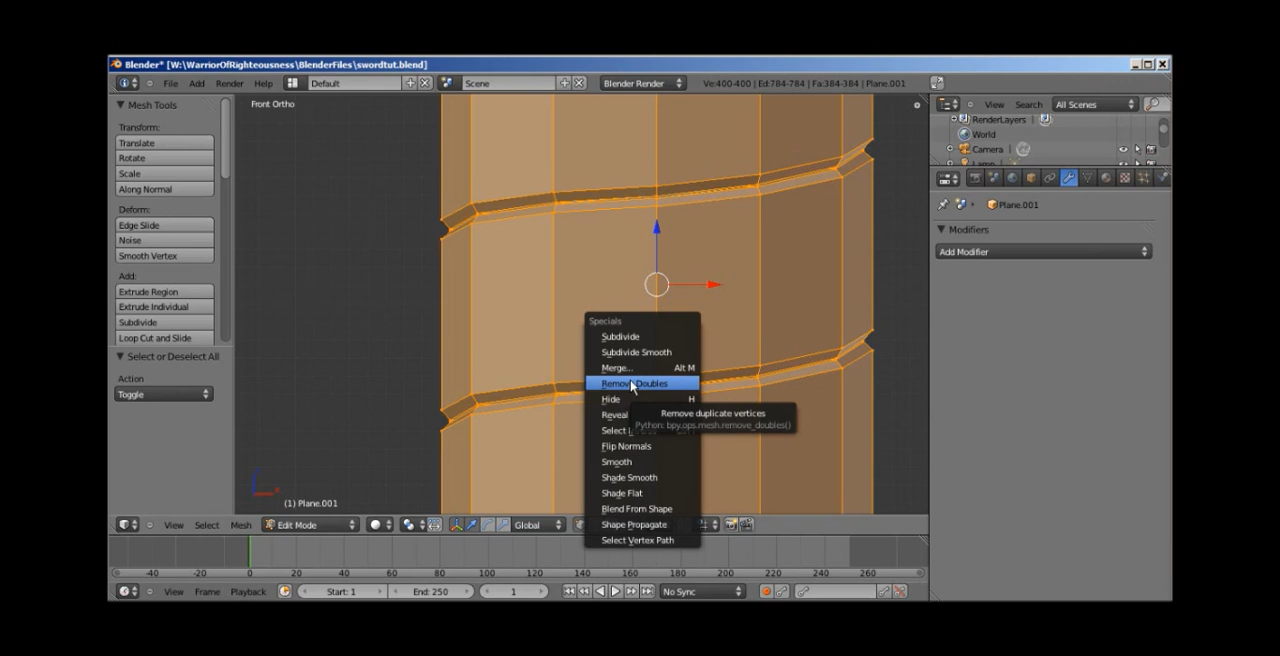 Blender* [W:\WarriorOfRighteousness\BlenderFiles\swordtut.blend]
File Add Render Help Default Scene Blender Render Ve:400-400 | Ed:784-784 | Fa:384-384 | Plane.001
Mesh Tools
Transform:
Translate
Rotate
Scale
Along Normal
Deform:
Edge Slide
Noise
Smooth Vertex
Add:
Extrude Region
Extrude Individual
Subdivide
Loop Cut and Slide
Select or Deselect All
Action
Toggle
Front Ortho
Specials
Subdivide
Subdivide Smooth
Merge... Alt M
Remove Doubles
Hide H
Reveal
Select
Flip Normals
Smooth
Shade Smooth
Shade Flat
Blend From Shape
Shape Propagate
Select Vertex Path
Remove duplicate vertices
Python: bpy.ops.mesh.remove_doubles()
(1) Plane.001
View Select Mesh Edit Mode Global
-40 -20 0 20 40 60 80 100 120 140 160 180 200 220 240 260
View Frame Playback Start: 1 End: 250 1 No Sync
View Search All Scenes
RenderLayers
World
Camera
Lamp
Plane.001
Modifiers
Add Modifier